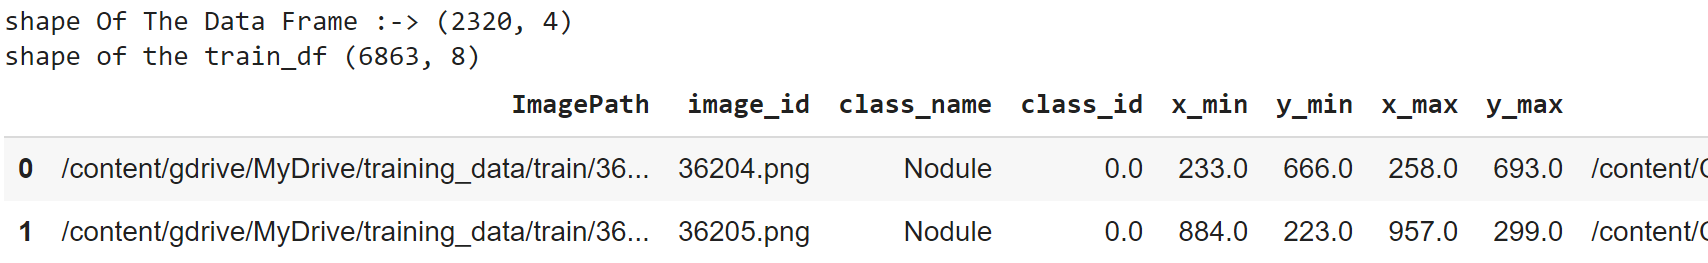 shape Of The Data Frame :-> (2320, 4)
shape of the train_df (6863, 8)
ImagePath image_id class_name class_id x_min y_min x_max y_max
0 /content/gdrive/MyDrive/training_data/train/36... 36204.png Nodule 0.0 233.0 666.0 258.0 693.0 /content/
1 /content/gdrive/MyDrive/training_data/train/36... 36205.png Nodule 0.0 884.0 223.0 957.0 299.0 /content/